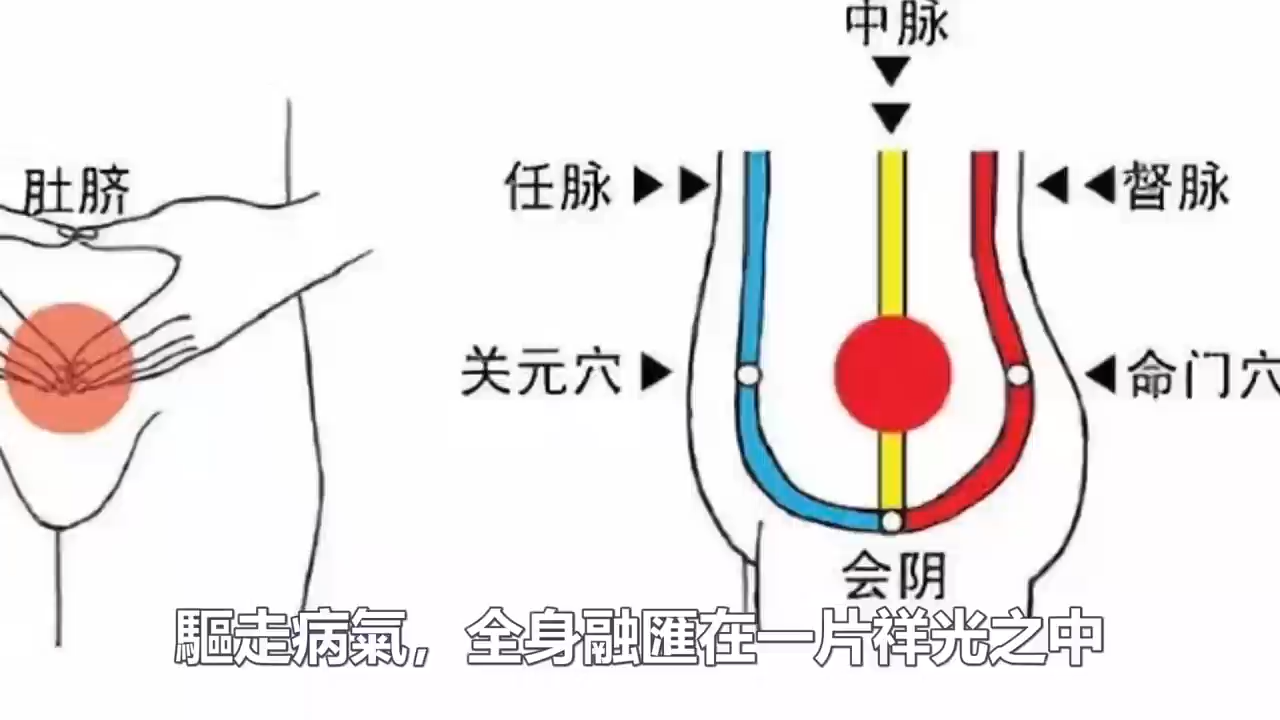 中脉
肚脐
任脉
督脉
关元穴
命门穴
会阴
驅走病氣，全身融匯在一片祥光之中